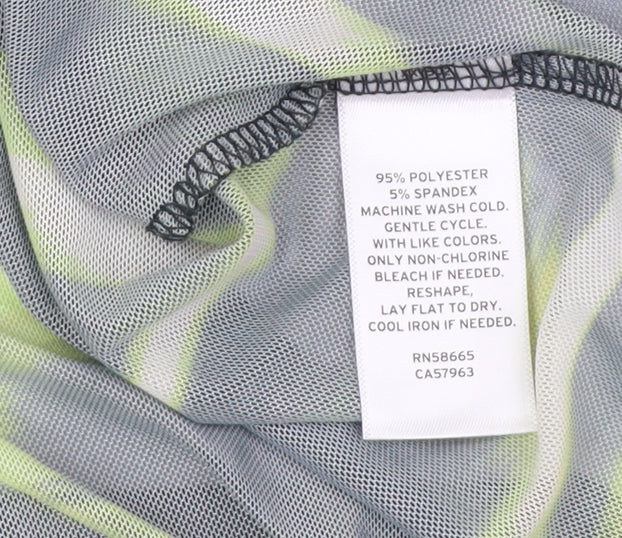 95% POLYESTER
5% SPANDEX
MACHINE WASH COLD.
GENTLE CYCLE.
WITH LIKE COLORS.
ONLY NON-CHLORINE
BLEACH IF NEEDED.
RESHAPE,
LAY FLAT TO DRY.
COOL IRON IF NEEDED.
RN58665
CA57963